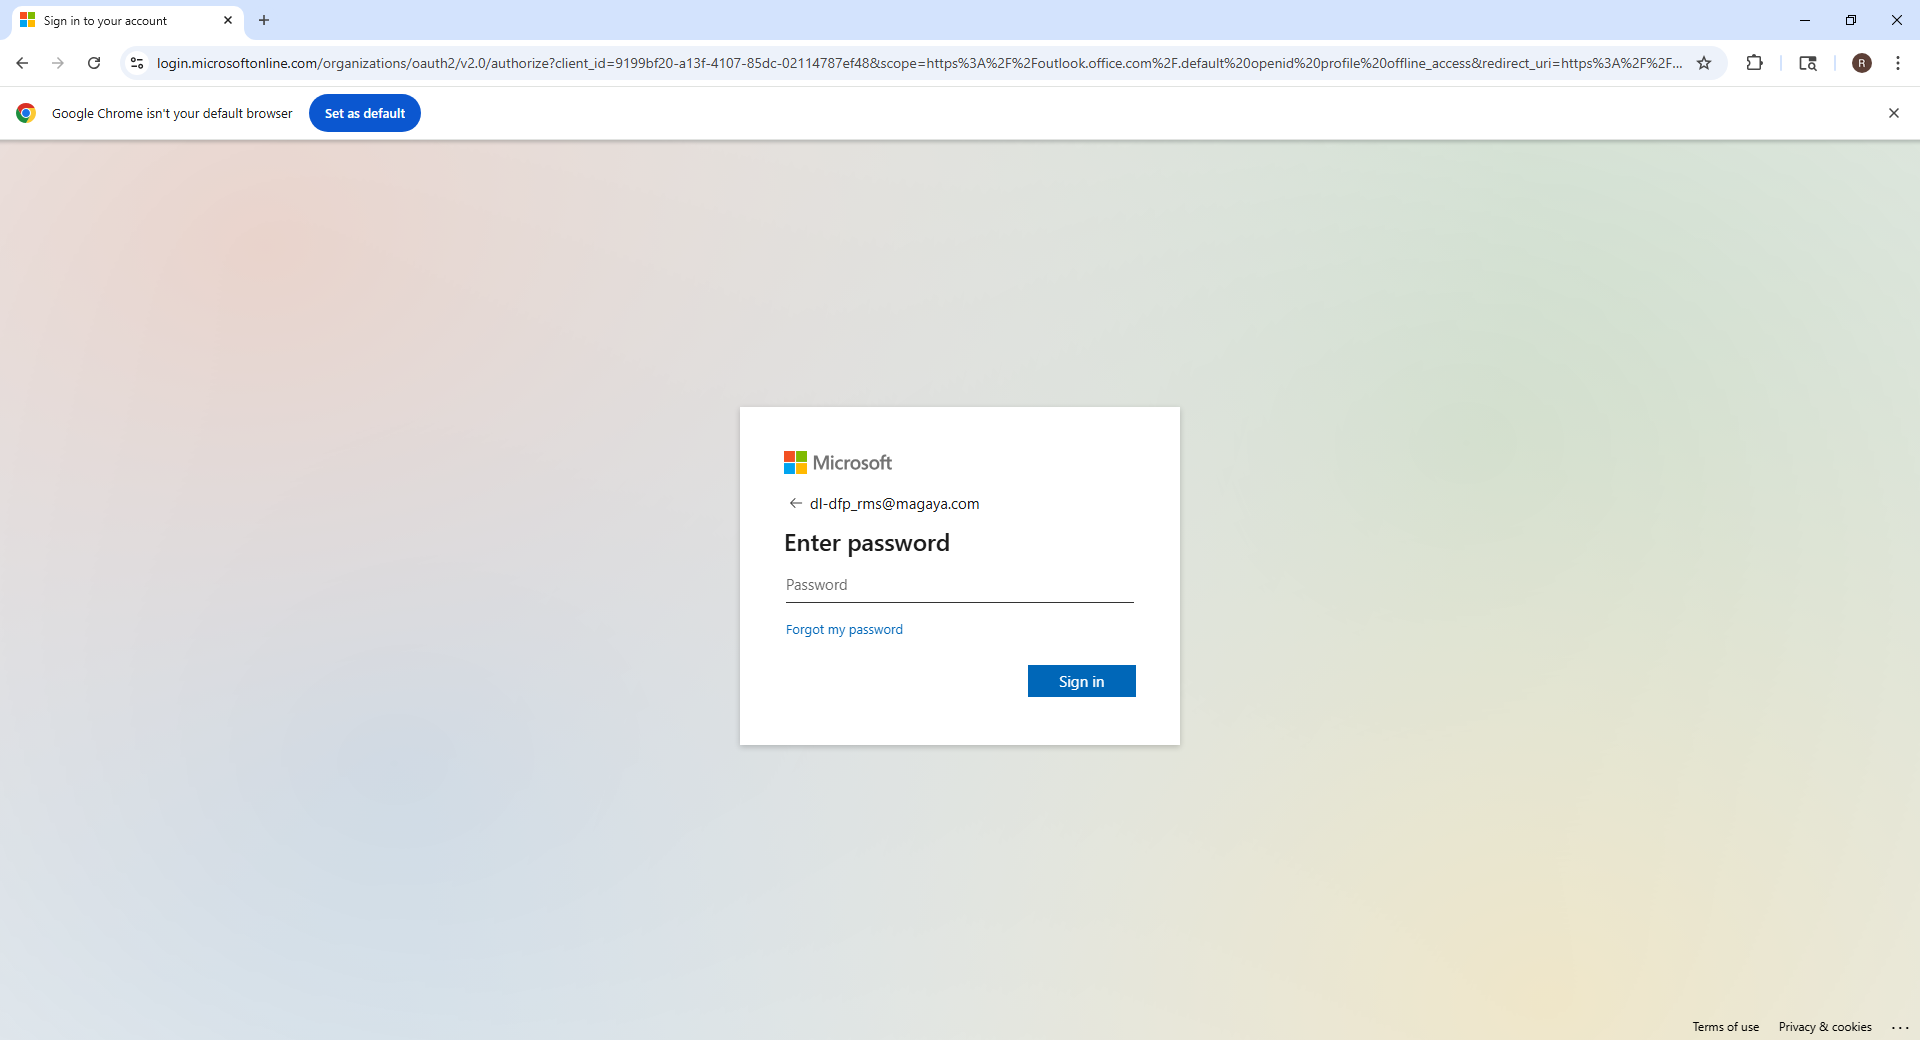 Sign in to your account
login.microsoftonline.com/organizations/oauth2/v2.0/authorize?client_id=9199bf20-a13f-4107-85dc-02114787ef48&scope=https%3A%2F%2Foutlook.office.com%2F.default%20openid%20profile%20offline_access&redirect_uri=https%3A%2F%2F...
R
Google Chrome isn't your default browser
Set as default
Microsoft
dl-dfp_rms@magaya.com
Enter password
Password
Forgot my password
Sign in
Terms of use Privacy & cookies ...